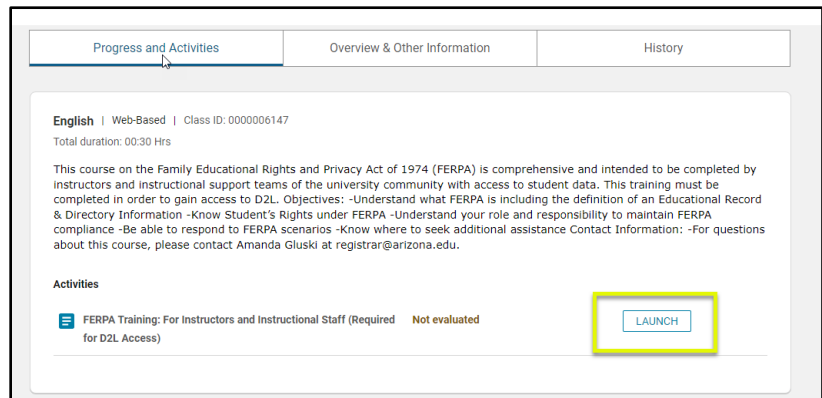 Progress and Activities
Overview & Other Information
History
English | Web-Based | Class ID: 0000006147
Total duration: 00:30 Hrs
This course on the Family Educational Rights and Privacy Act of 1974 (FERPA) is comprehensive and intended to be completed by
instructors and instructional support teams of the university community with access to student data. This training must be
completed in order to gain access to D2L. Objectives: -Understand what FERPA is including the definition of an Educational Record
& Directory Information -Know Student's Rights under FERPA -Understand your role and responsibility to maintain FERPA
compliance -Be able to respond to FERPA scenarios -Know where to seek additional assistance Contact Information: -For questions
about this course, please contact Amanda Gluski at registrar@arizona.edu.
Activities
FERPA Training: For Instructors and Instructional Staff (Required
for D2L Access)
Not evaluated
LAUNCH